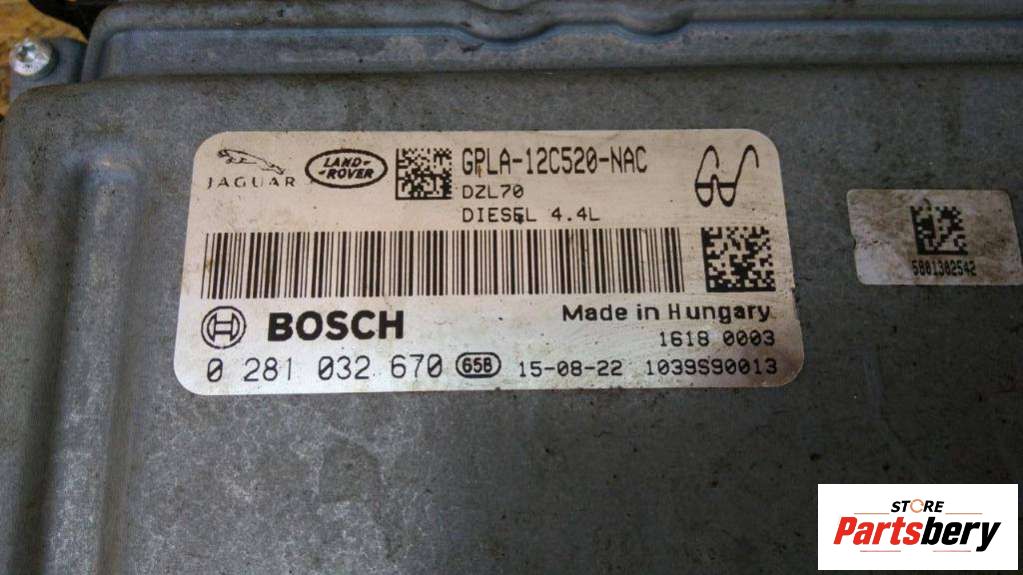 JAGUAR
LAND-
-ROVER
GPLA-12C520-NAC
DZL70
DIESEL 4.4L
BOSCH
Made in Hungary
1618 0003
0 281 032 670 658 15-08-22 1039S90013
5801302542
STORE
Partsbery